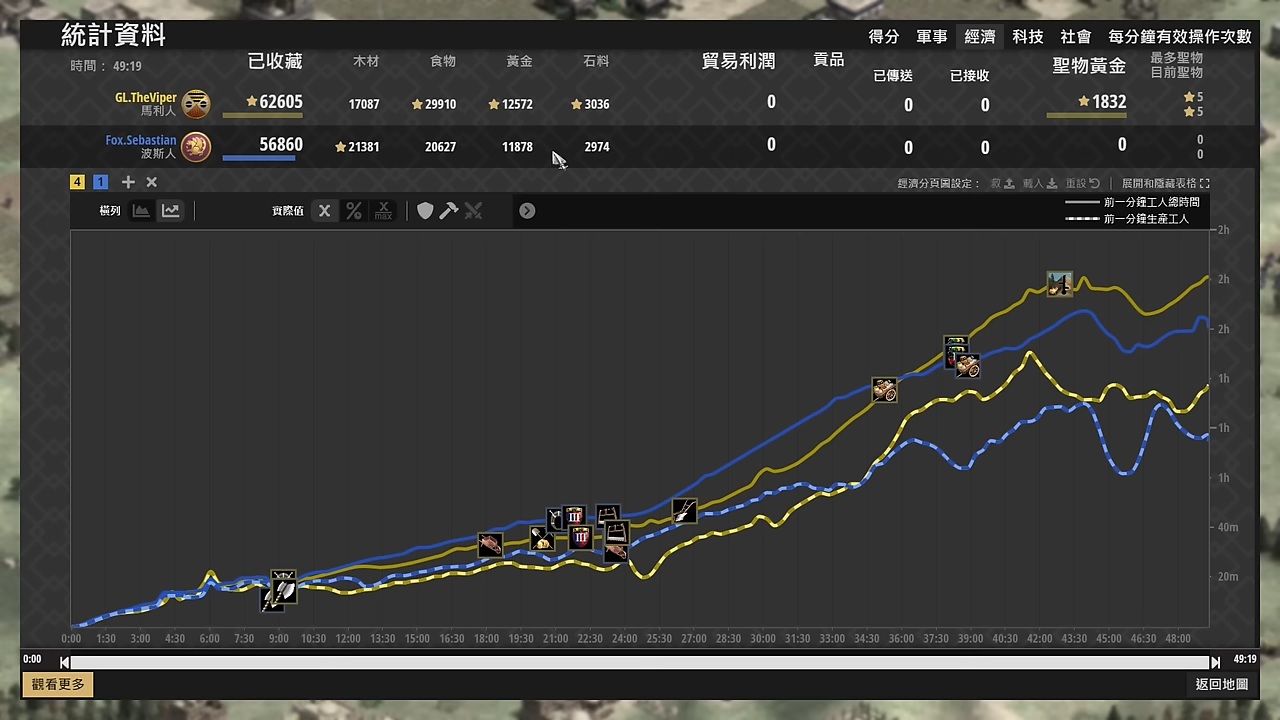 統計資料
得分 軍事 經濟 科技 社會 每分鐘有效操作次數
時間： 49:19
已收藏 木材 食物 黃金 石料 貿易利潤 貢品 已傳送 已接收 聖物黃金 最多聖物 目前聖物
GL.TheViper
馬利人
62605 17087 29910 12572 3036 0 0 0 1832 5 5
Fox.Sebastian
波斯人
56860 21381 20627 11878 2974 0 0 0 0 0 0
4 1
經濟分頁圖設定： 載入 重設 展開和隱藏表格
橫列 實際值 X % X max
前一分鐘工人總時間
前一分鐘生產工人
2h
2h
2h
1h
1h
1h
40m
20m
III III
0:00 1:30 3:00 4:30 6:00 7:30 9:00 10:30 12:00 13:30 15:00 16:30 18:00 19:30 21:00 22:30 24:00 25:30 27:00 28:30 30:00 31:30 33:00 34:30 36:00 37:30 39:00 40:30 42:00 43:30 45:00 46:30 48:00
0:00 49:19
觀看更多 返回地圖